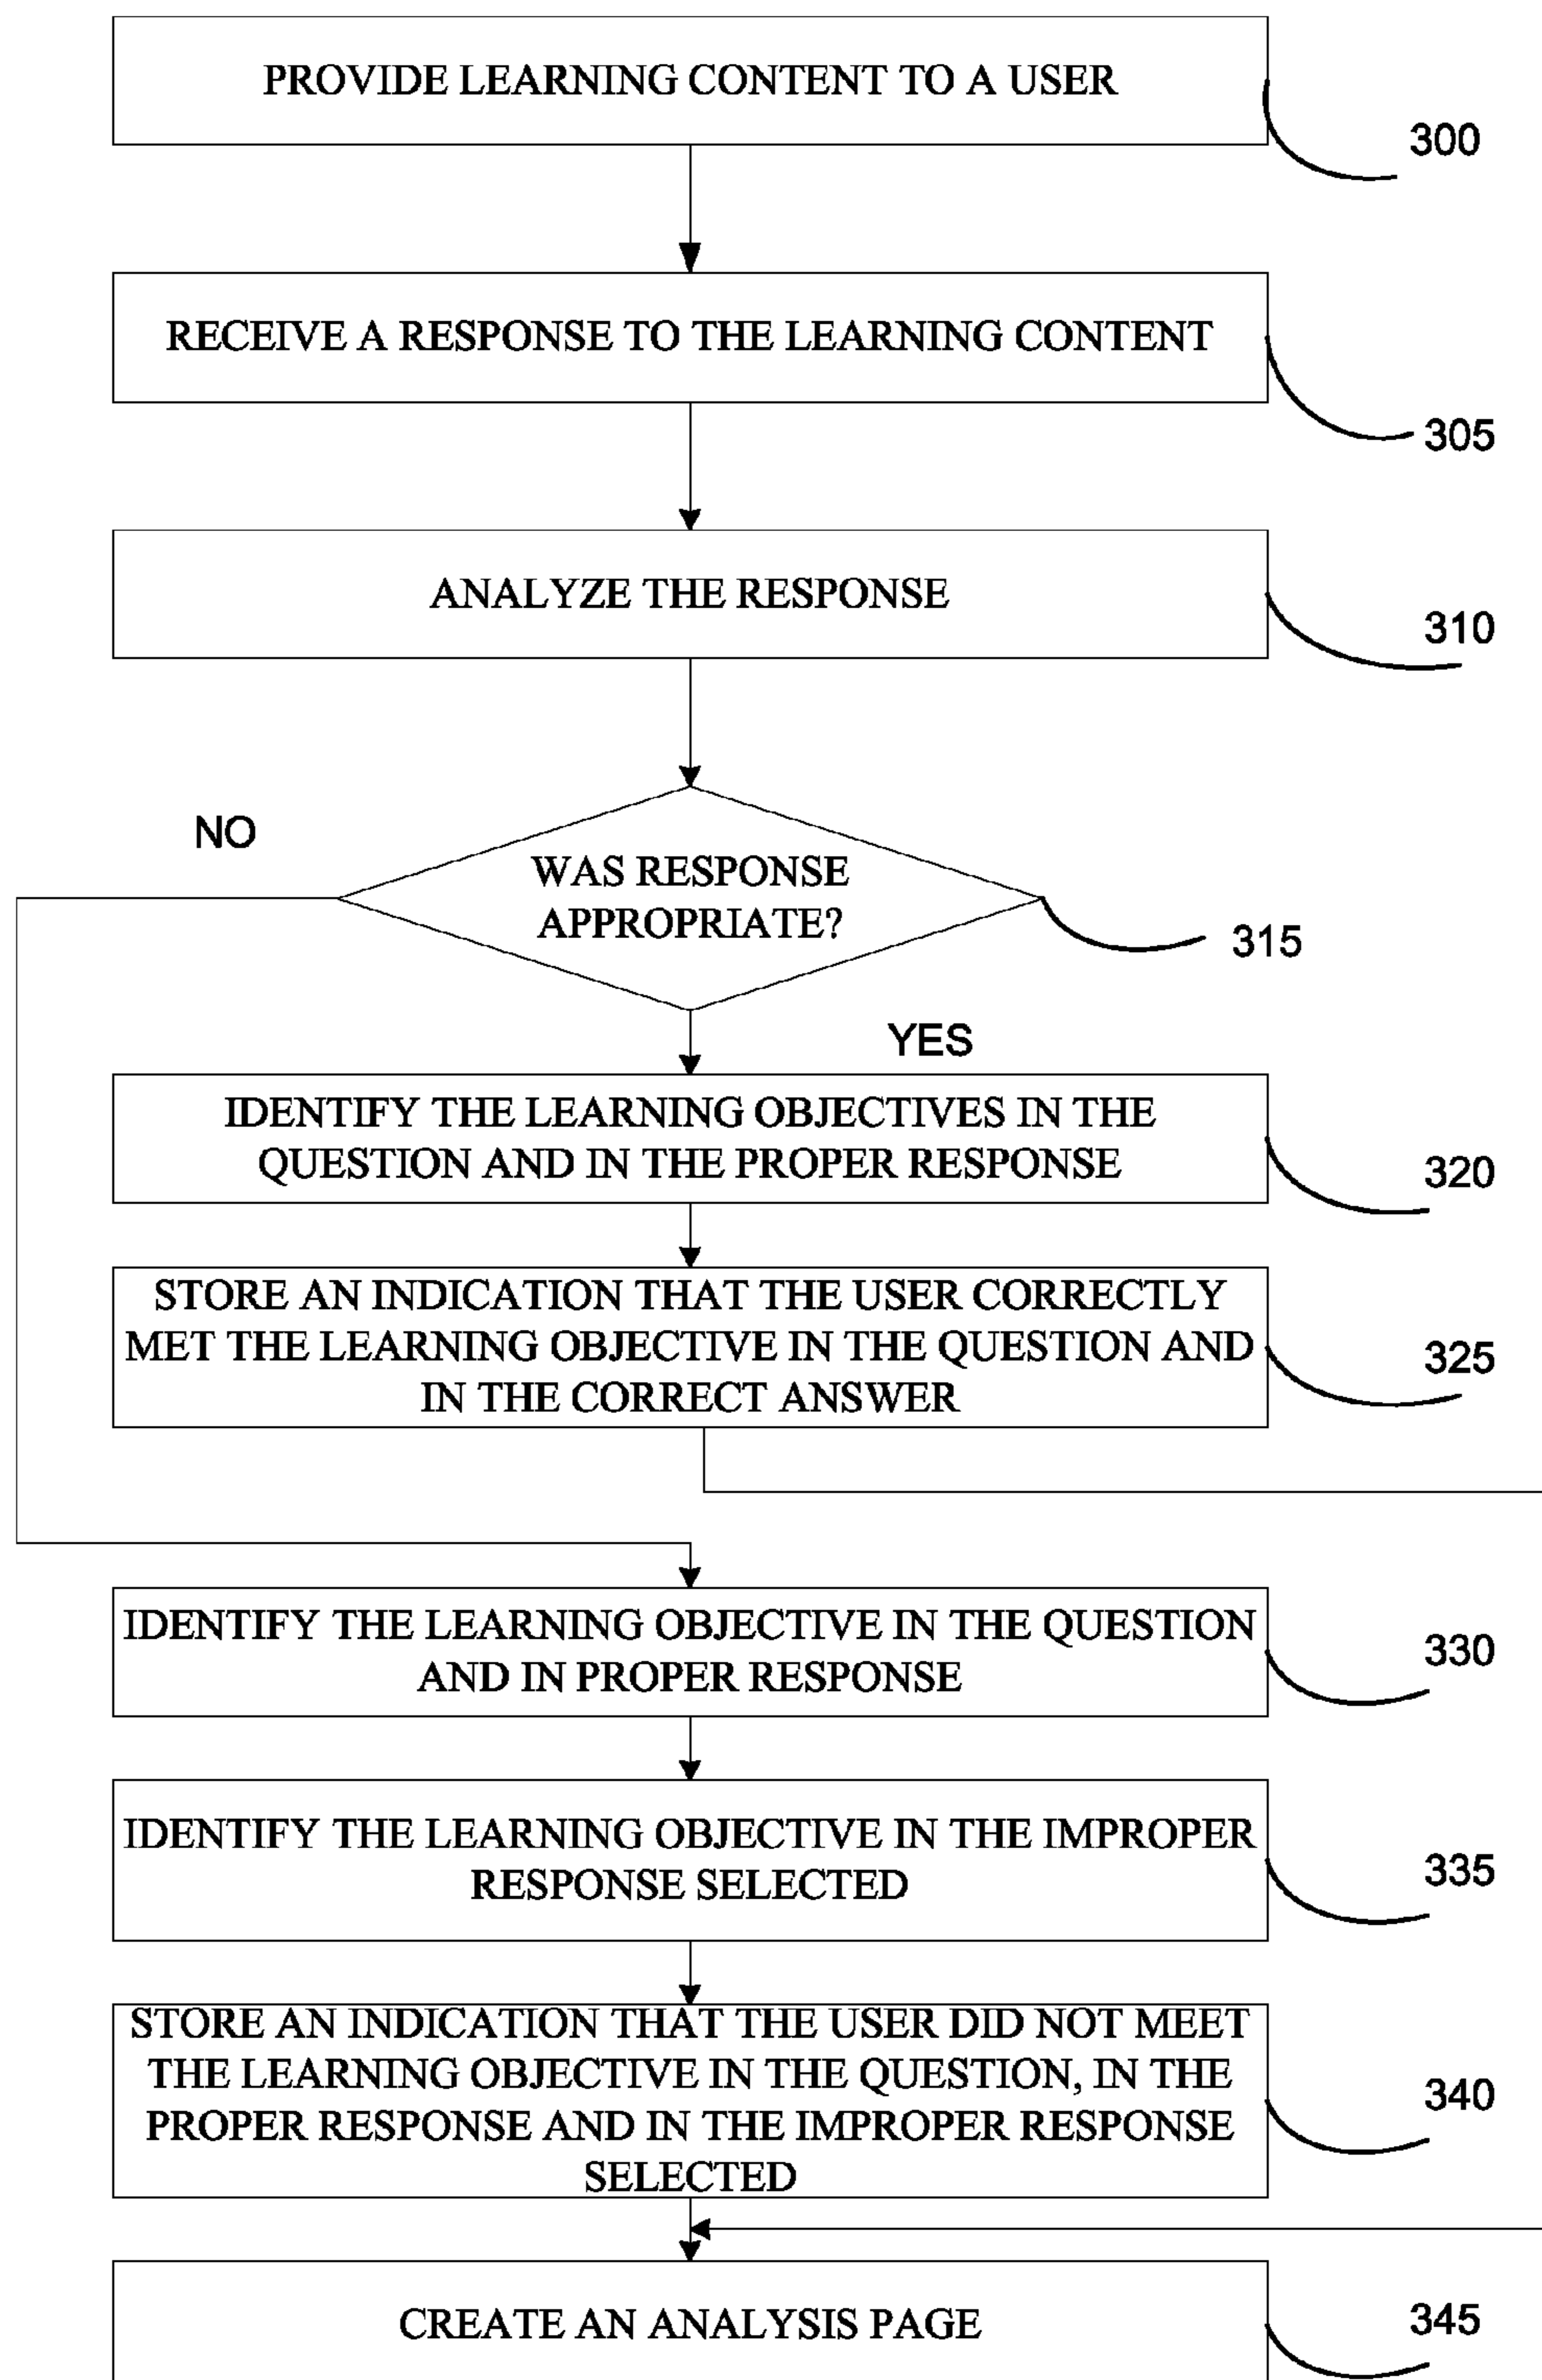 PROVIDE LEARNING CONTENT TO A USER
300
RECEIVE A RESPONSE TO THE LEARNING CONTENT
305
ANALYZE THE RESPONSE
310
NO
WAS RESPONSE
APPROPRIATE?
315
YES
IDENTIFY THE LEARNING OBJECTIVES IN THE
QUESTION AND IN THE PROPER RESPONSE
320
STORE AN INDICATION THAT THE USER CORRECTLY
MET THE LEARNING OBJECTIVE IN THE QUESTION AND
IN THE CORRECT ANSWER
325
IDENTIFY THE LEARNING OBJECTIVE IN THE QUESTION
AND IN PROPER RESPONSE
330
IDENTIFY THE LEARNING OBJECTIVE IN THE IMPROPER
RESPONSE SELECTED
335
STORE AN INDICATION THAT THE USER DID NOT MEET
THE LEARNING OBJECTIVE IN THE QUESTION, IN THE
PROPER RESPONSE AND IN THE IMPROPER RESPONSE
SELECTED
340
CREATE AN ANALYSIS PAGE
345